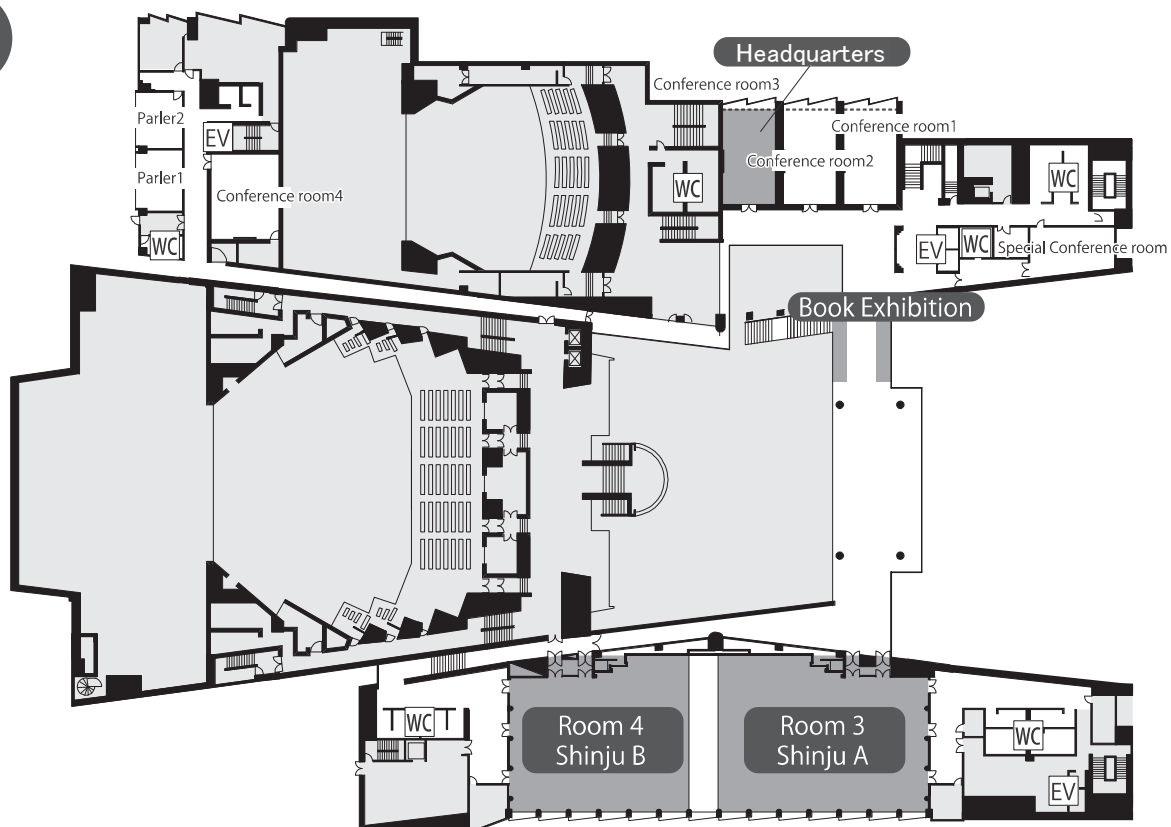 Headquarters
Conference room3
Parler2
Conference room1
EV
Conference room2
Parler1
WC
WC
Conference room4
WC
EV
WC
Special Conference room
Book Exhibition
WC
Room 4
Shinju B
Room 3
Shinju A
WC
EV